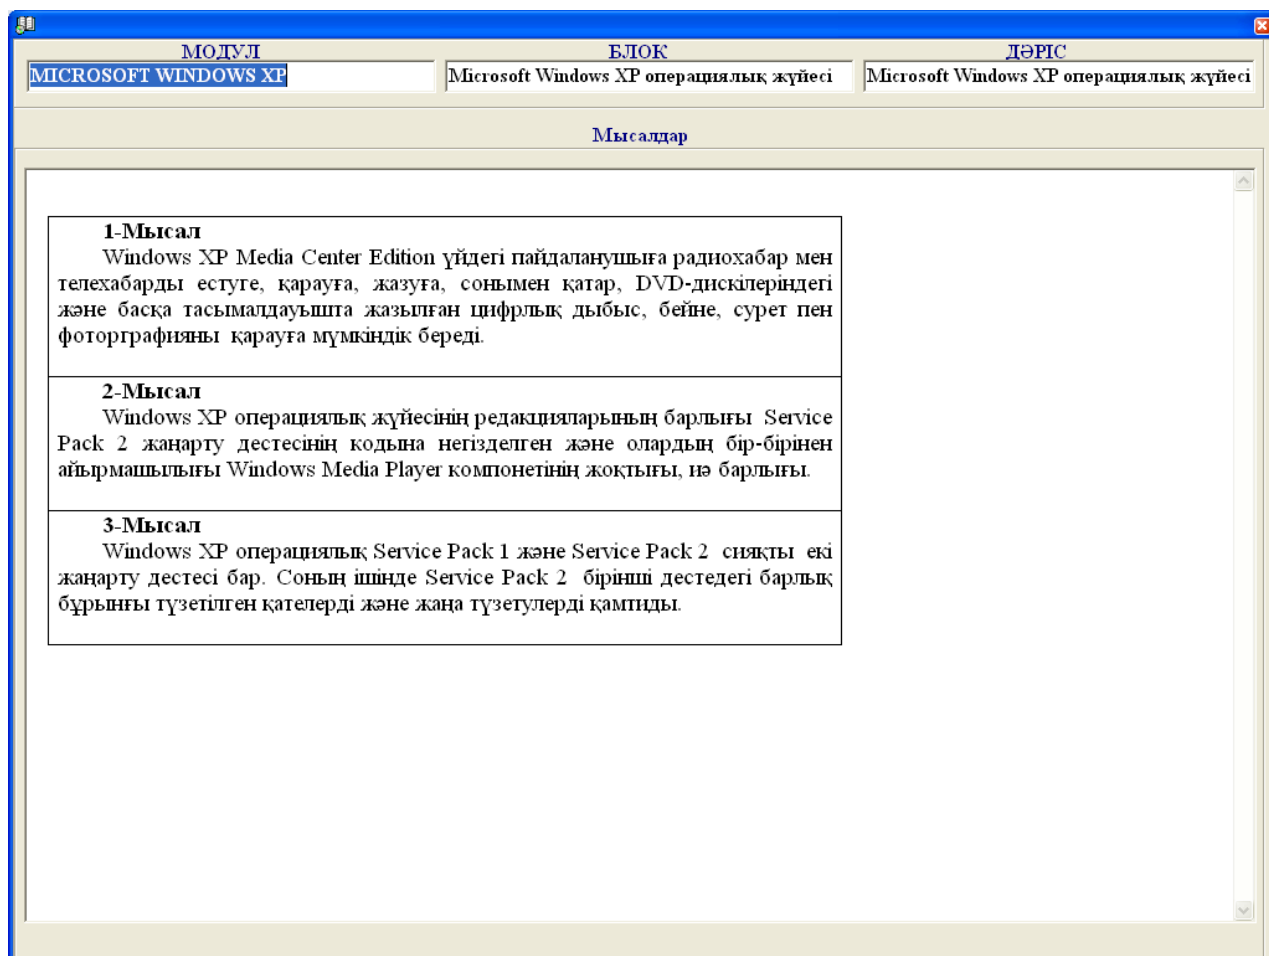 МОДУЛ БЛОК ДӘРІС
MICROSOFT WINDOWS XP Microsoft Windows XP операциялық жүйесі Microsoft Windows XP операциялық жүйесі
Мысалдар
1-Мысал
Windows XP Media Center Edition үйдегі пайдаланушыға радиохабар мен
телехабарды естуге, қарауға, жазуға, сонымен қатар, DVD-дискілеріндегі
және басқа тасымалдауышта жазылған цифрлық дыбыс, бейне, сурет пен
фоторграфияны қарауға мүмкіндік береді.
2-Мысал
Windows XP операциялық жүйесінің редакцияларының барлығы Service
Pack 2 жаңарту дестесінің кодына негізделген және олардың бір-бірінен
айырмашылығы Windows Media Player компонетінің жоқтығы, иә барлығы.
3-Мысал
Windows XP операциялық Service Pack 1 және Service Pack 2 сияқты екі
жаңарту дестесі бар. Соның ішінде Service Pack 2 бірінші дестедегі барлық
бұрынғы түзетілген қателерді және жаңа түзетулерді қамтиды.